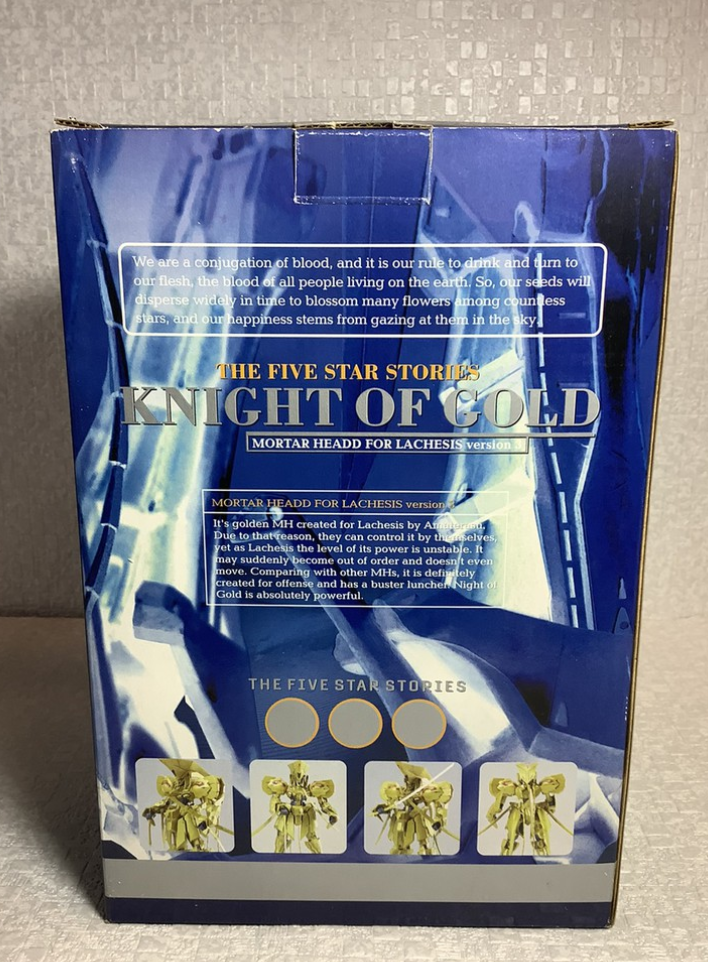 We are a conjugation of blood, and it is our rule to drink and turn to
our flesh, the blood of all people living on the earth. So, our seeds will
disperse widely in time to blossom many flowers among countless
stars, and our happiness stems from gazing at them in the sky.
THE FIVE STAR STORIES
KNIGHT OF GOLD
MORTAR HEADD FOR LACHESIS version 3
MORTAR HEADD FOR LACHESIS version
It's golden MH created for Lachesis by Amaterasu.
Due to that reason, they can control it by themselves,
yet as Lachesis the level of its power is unstable. It
may suddenly become out of order and doesn't even
move. Comparing with other MHs, it is definitely
created for offense and has a buster luncher. Night of
Gold is absolutely powerful.
THE FIVE STAR STORIES